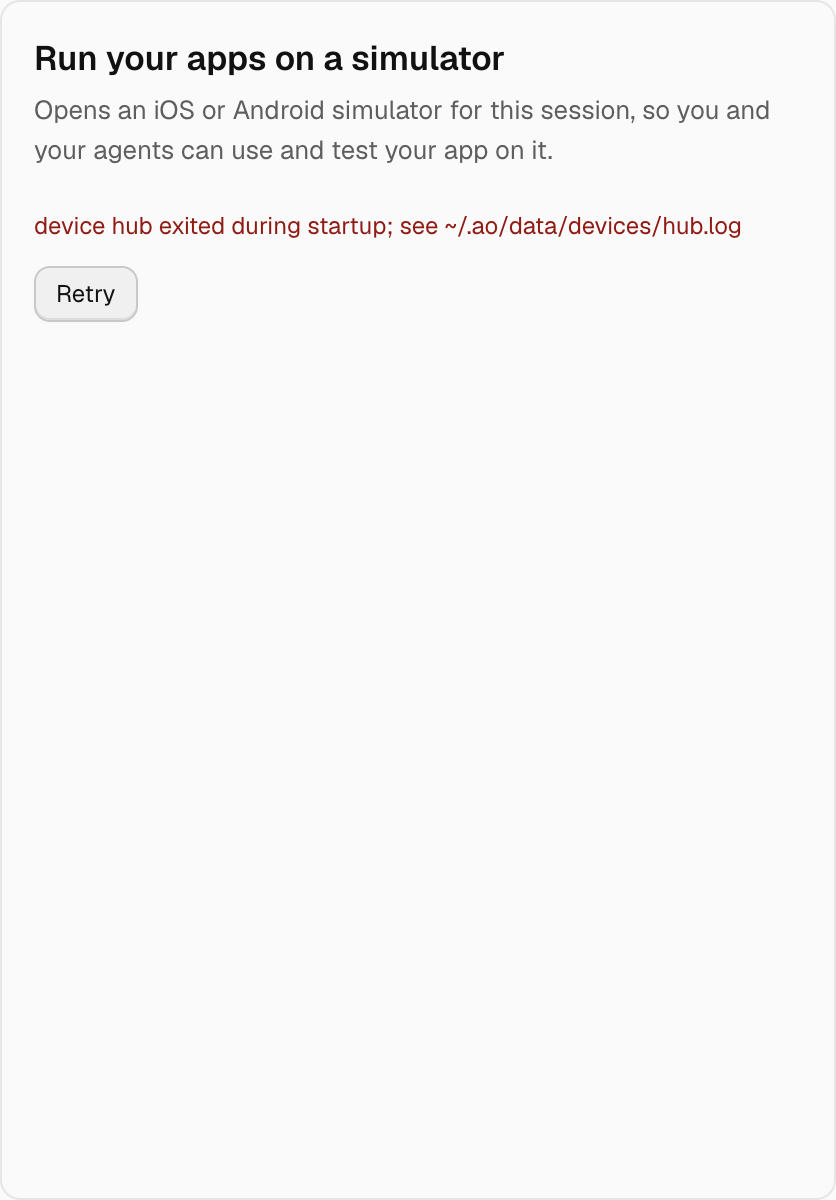 Run your apps on a simulator
Opens an iOS or Android simulator for this session, so you and
your agents can use and test your app on it.
device hub exited during startup; see ~/.ao/data/devices/hub.log
Retry